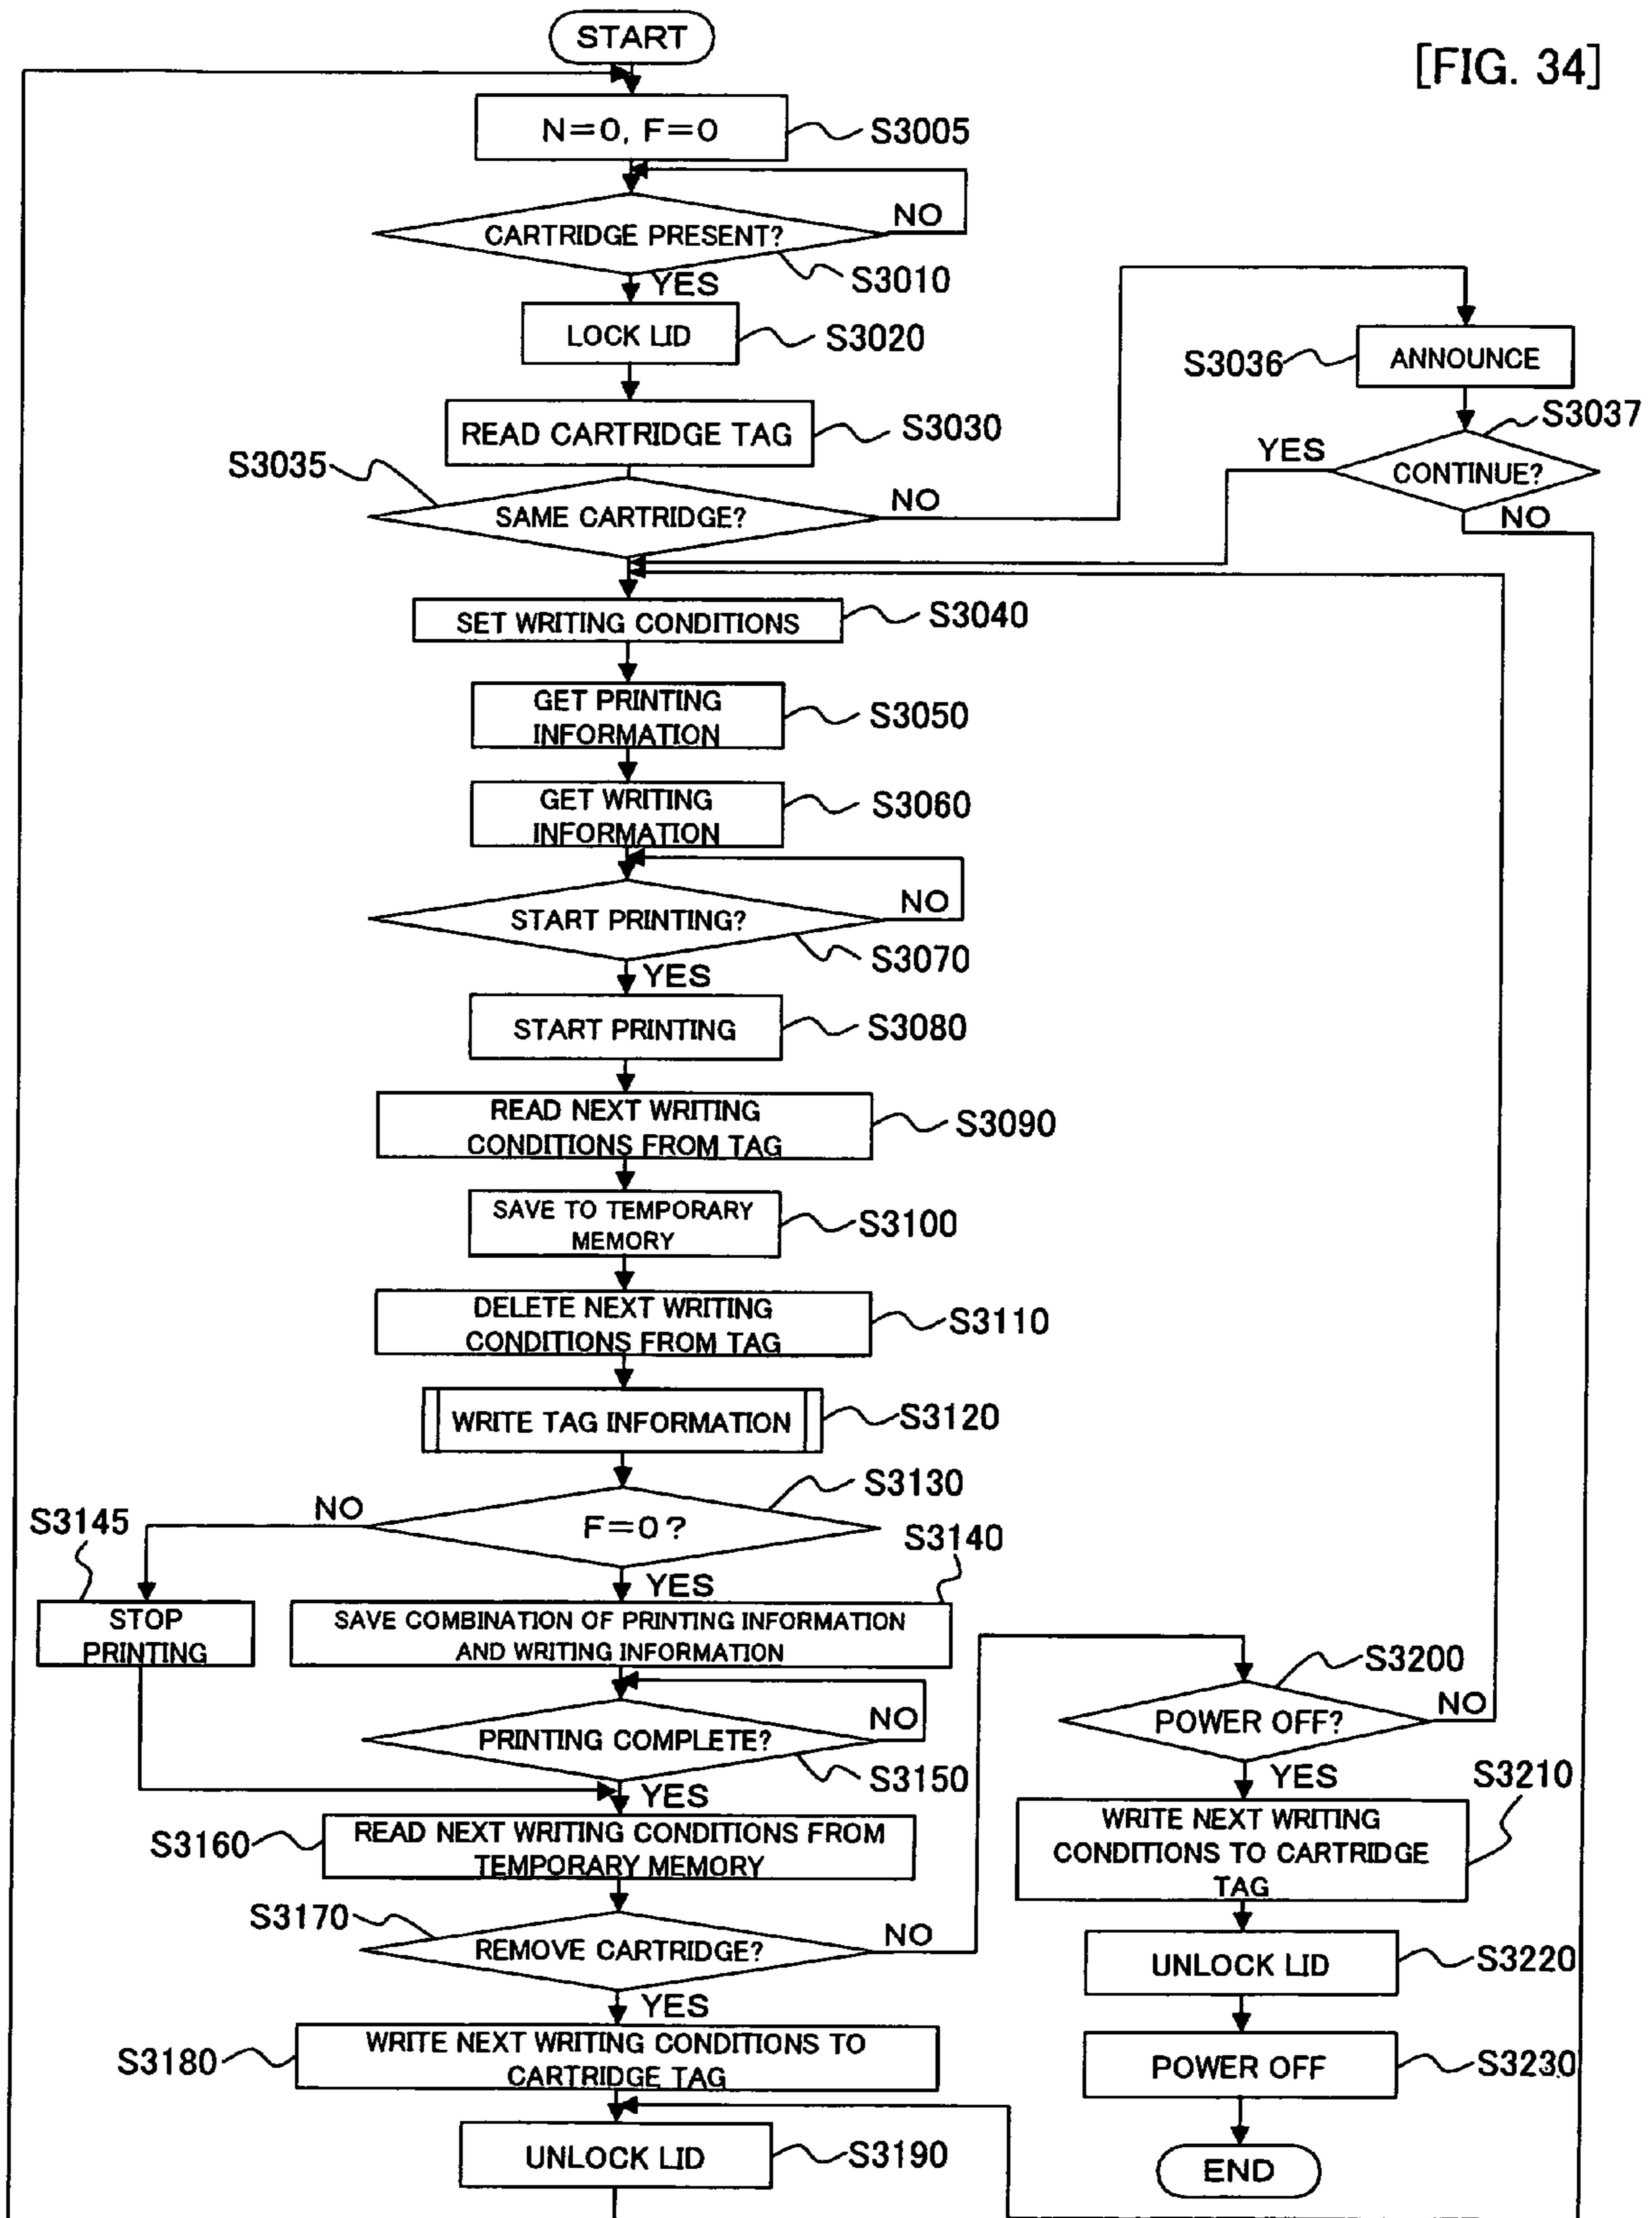 [FIG. 34]
START
N=0, F=0
S3005
CARTRIDGE PRESENT?
NO
S3010
YES
LOCK LID
S3020
READ CARTRIDGE TAG
S3030
S3035
SAME CARTRIDGE?
NO
S3036
ANNOUNCE
S3037
YES
CONTINUE?
NO
SET WRITING CONDITIONS
S3040
GET PRINTING
INFORMATION
S3050
GET WRITING
INFORMATION
S3060
START PRINTING?
NO
S3070
YES
START PRINTING
S3080
READ NEXT WRITING
CONDITIONS FROM TAG
S3090
SAVE TO TEMPORARY
MEMORY
S3100
DELETE NEXT WRITING
CONDITIONS FROM TAG
S3110
WRITE TAG INFORMATION
S3120
S3130
NO
F=0?
S3145
S3140
YES
STOP
PRINTING
SAVE COMBINATION OF PRINTING INFORMATION
AND WRITING INFORMATION
PRINTING COMPLETE?
NO
S3150
YES
S3160
READ NEXT WRITING CONDITIONS FROM
TEMPORARY MEMORY
S3170
REMOVE CARTRIDGE?
NO
YES
S3180
WRITE NEXT WRITING CONDITIONS TO
CARTRIDGE TAG
UNLOCK LID
S3190
S3200
POWER OFF?
NO
YES
S3210
WRITE NEXT WRITING
CONDITIONS TO CARTRIDGE
TAG
UNLOCK LID
S3220
POWER OFF
S3230
END